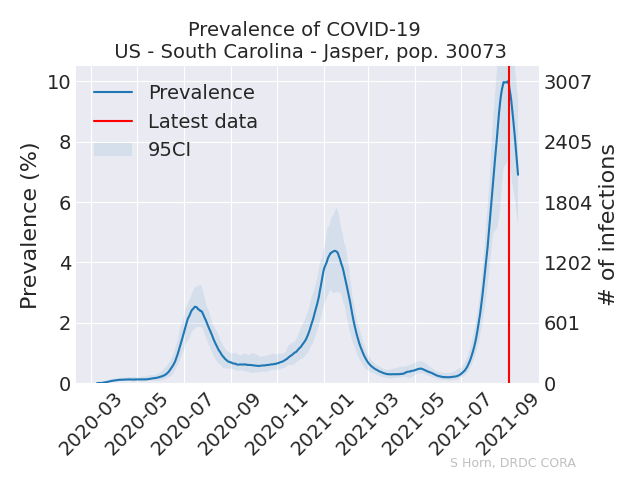 Prevalence of COVID-19
US - South Carolina - Jasper, pop. 30073
Prevalence
Latest data
95CI
Prevalence (%)
10
8
6
4
2
0
3007
2405
1804
1202
601
0
# of infections
2020-03
2020-05
2020-07
2020-09
2020-11
2021-01
2021-03
2021-05
2021-07
2021-09
S Horn, DRDC CORA